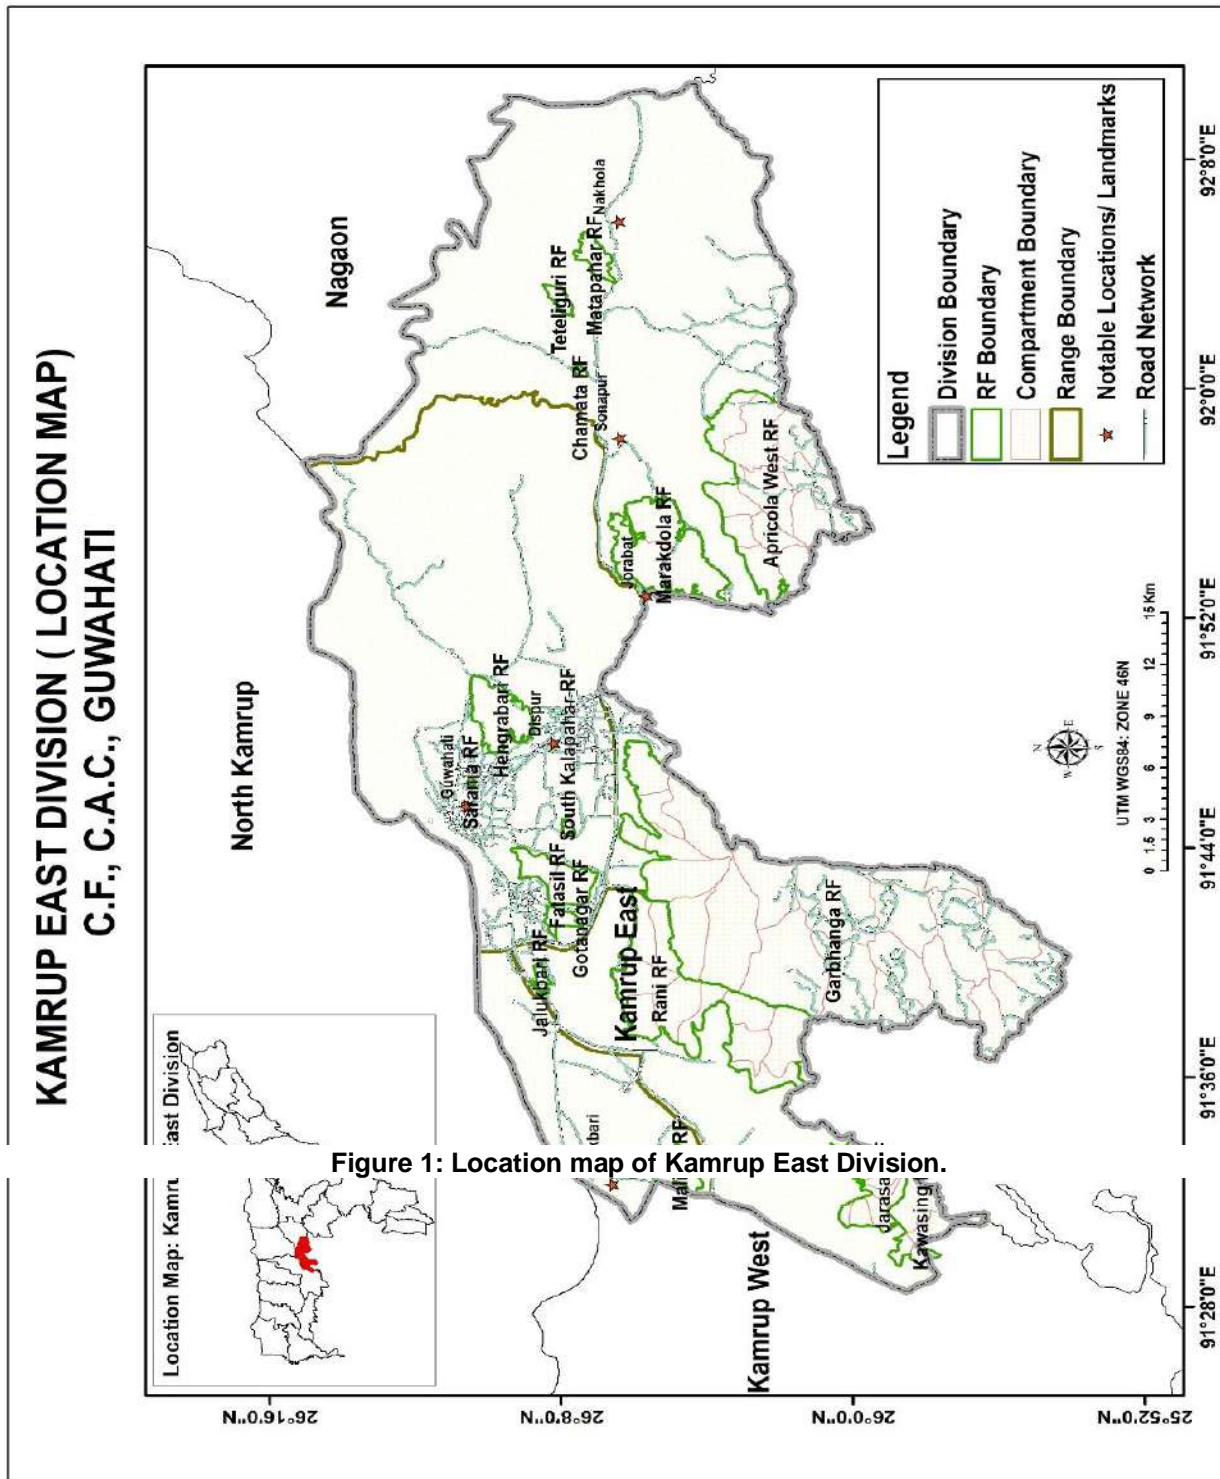 KAMRUP EAST DIVISION ( LOCATION MAP)
C.F., C.A.C., GUWAHATI
Location Map: Kamru
East Division
North Kamrup
Nagaon
Kamrup West
Kamrup East
Guwahati
Sarania RF
Hengrabari RF
Dispur
South Kalapahar RF
Fatasil RF
Gotanagar RF
Jalukbari RF
Rani RF
Garbhanga RF
Teteliguri RF
Matapahar RF
Nakhola
Chamata RF
Sonapur
Jorabat
Marakdola RF
Apricola West RF
kbari
Mali
RF
Jarasa
Kawasing
Legend
Division Boundary
RF Boundary
Compartment Boundary
Range Boundary
Notable Locations/ Landmarks
Road Network
N
E
S
W
UTM WGS84: ZONE 46N
0 1.5 3 6 9 12 15 Km
91°28'0"E
91°36'0"E
91°44'0"E
91°52'0"E
92°0'0"E
92°8'0"E
26°16'0"N
26°8'0"N
26°0'0"N
25°52'0"N
Figure 1: Location map of Kamrup East Division.